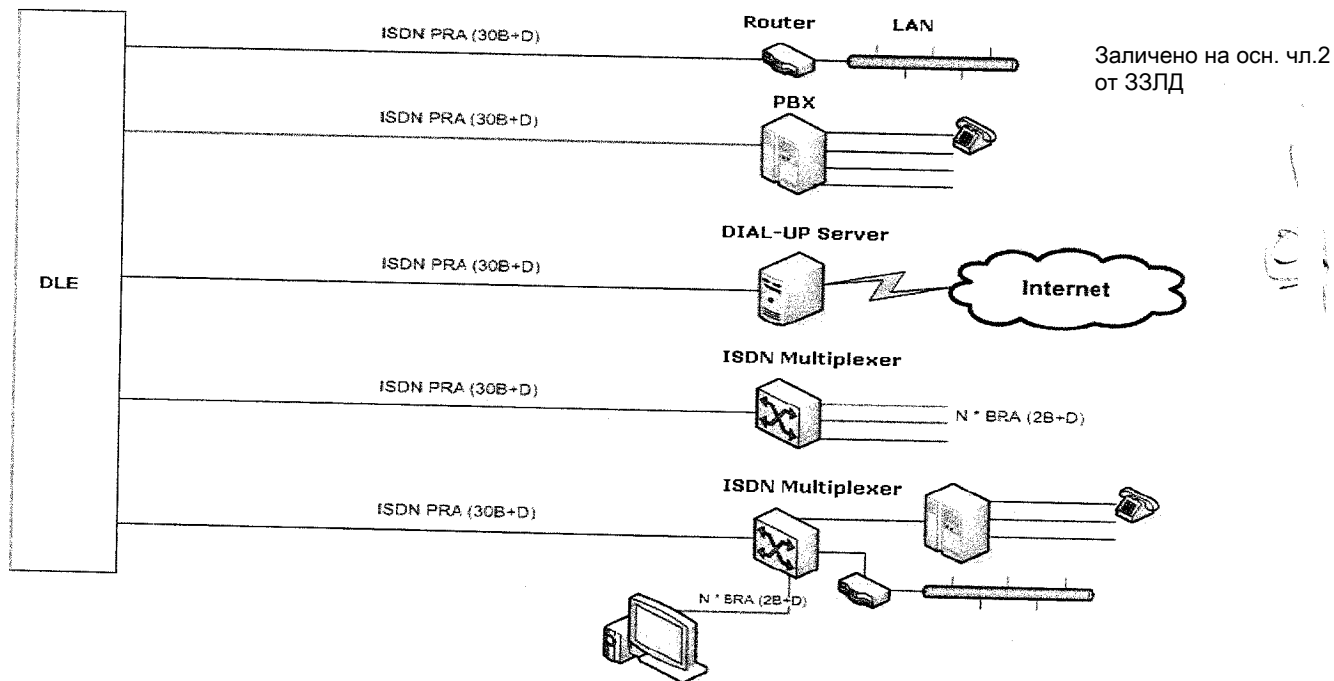 ISDN PRA (30B+D)
Router
LAN
Заличено на осн. чл.2
от ЗЗЛД
ISDN PRA (30B+D)
PBX
DIAL-UP Server
ISDN PRA (30B+D)
DLE
Internet
ISDN Multiplexer
ISDN PRA (30B+D)
N * BRA (2B+D)
ISDN Multiplexer
ISDN PRA (30B+D)
N * BRA (2B+D)